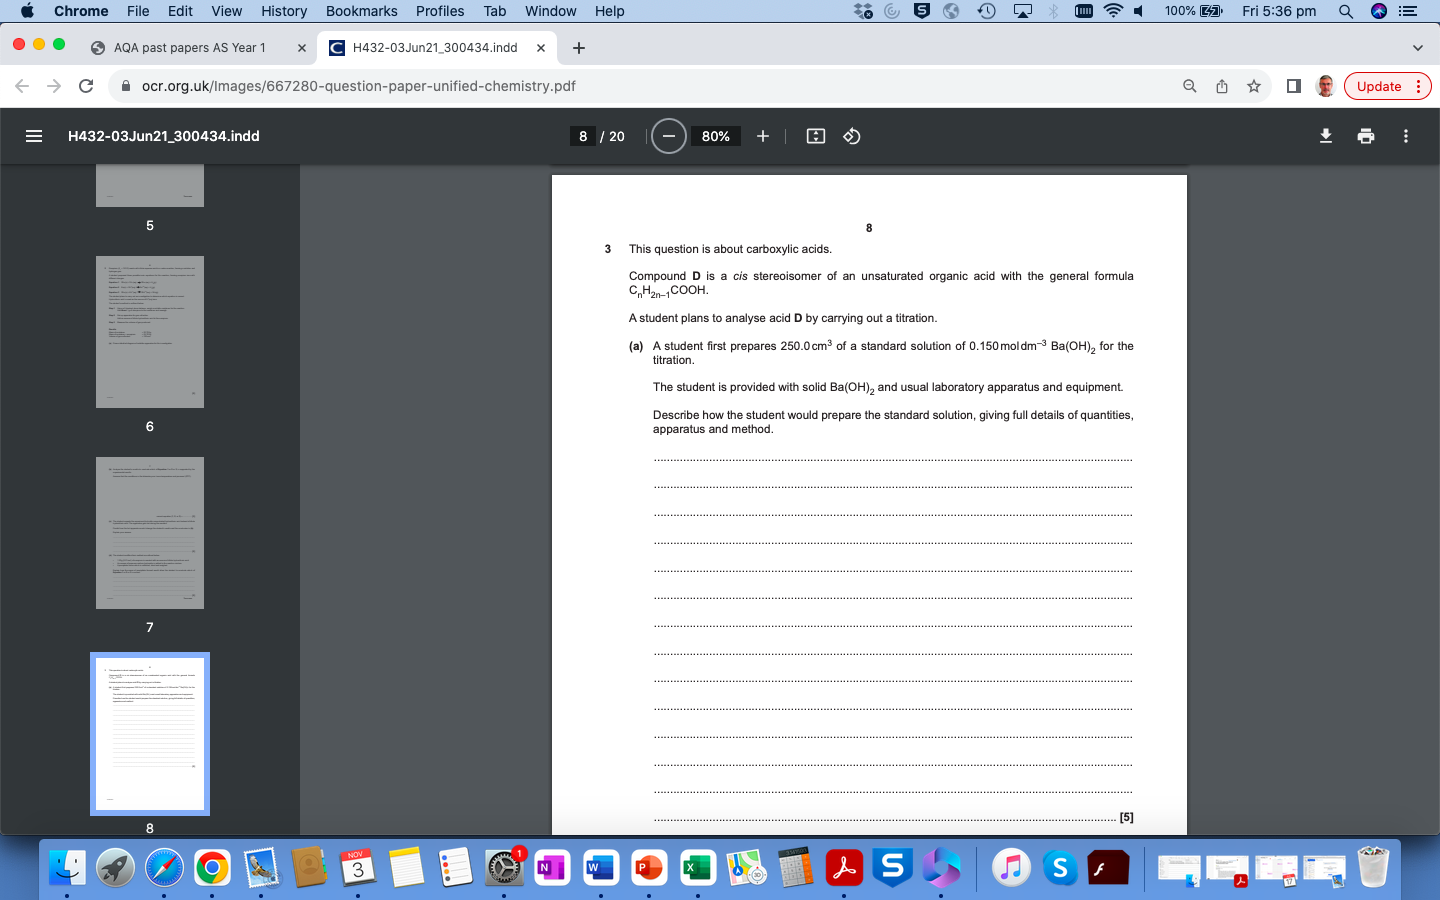 Chrome File Edit View History Bookmarks Profiles Tab Window Help 100% Fri 5:36 pm
AQA past papers AS Year 1 H432-03Jun21_300434.indd
ocr.org.uk/Images/667280-question-paper-unified-chemistry.pdf Update
H432-03Jun21_300434.indd 8 / 20 80%
5
6
7
8
8
3 This question is about carboxylic acids.
Compound D is a cis stereoisomer of an unsaturated organic acid with the general formula
CₙH₂ₙ₋₁COOH.
A student plans to analyse acid D by carrying out a titration.
(a) A student first prepares 250.0 cm³ of a standard solution of 0.150 mol dm⁻³ Ba(OH)₂ for the
titration.
The student is provided with solid Ba(OH)₂ and usual laboratory apparatus and equipment.
Describe how the student would prepare the standard solution, giving full details of quantities,
apparatus and method.
[5]
1
NOV
3
N W P X
3D
S
S
17